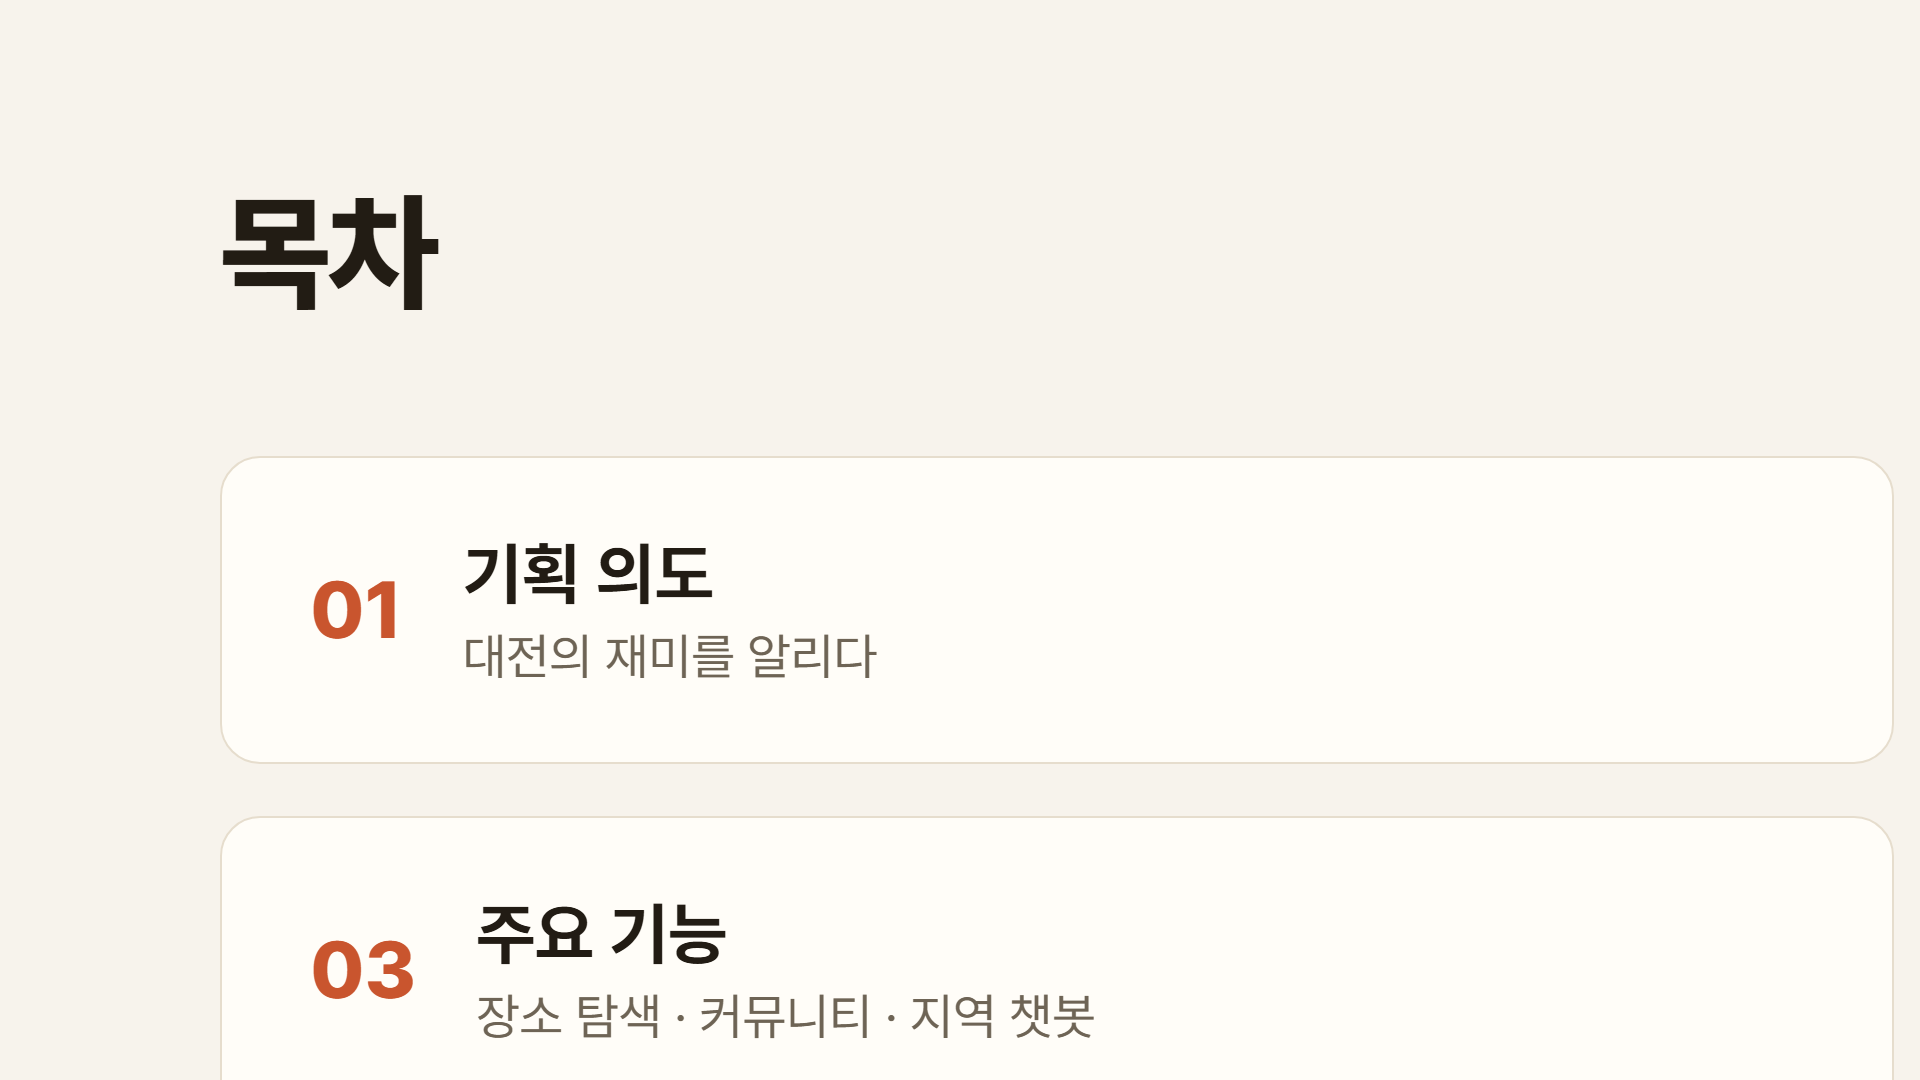 목차
01
기획 의도
대전의 재미를 알리다
03
주요 기능
장소 탐색 · 커뮤니티 · 지역 챗봇